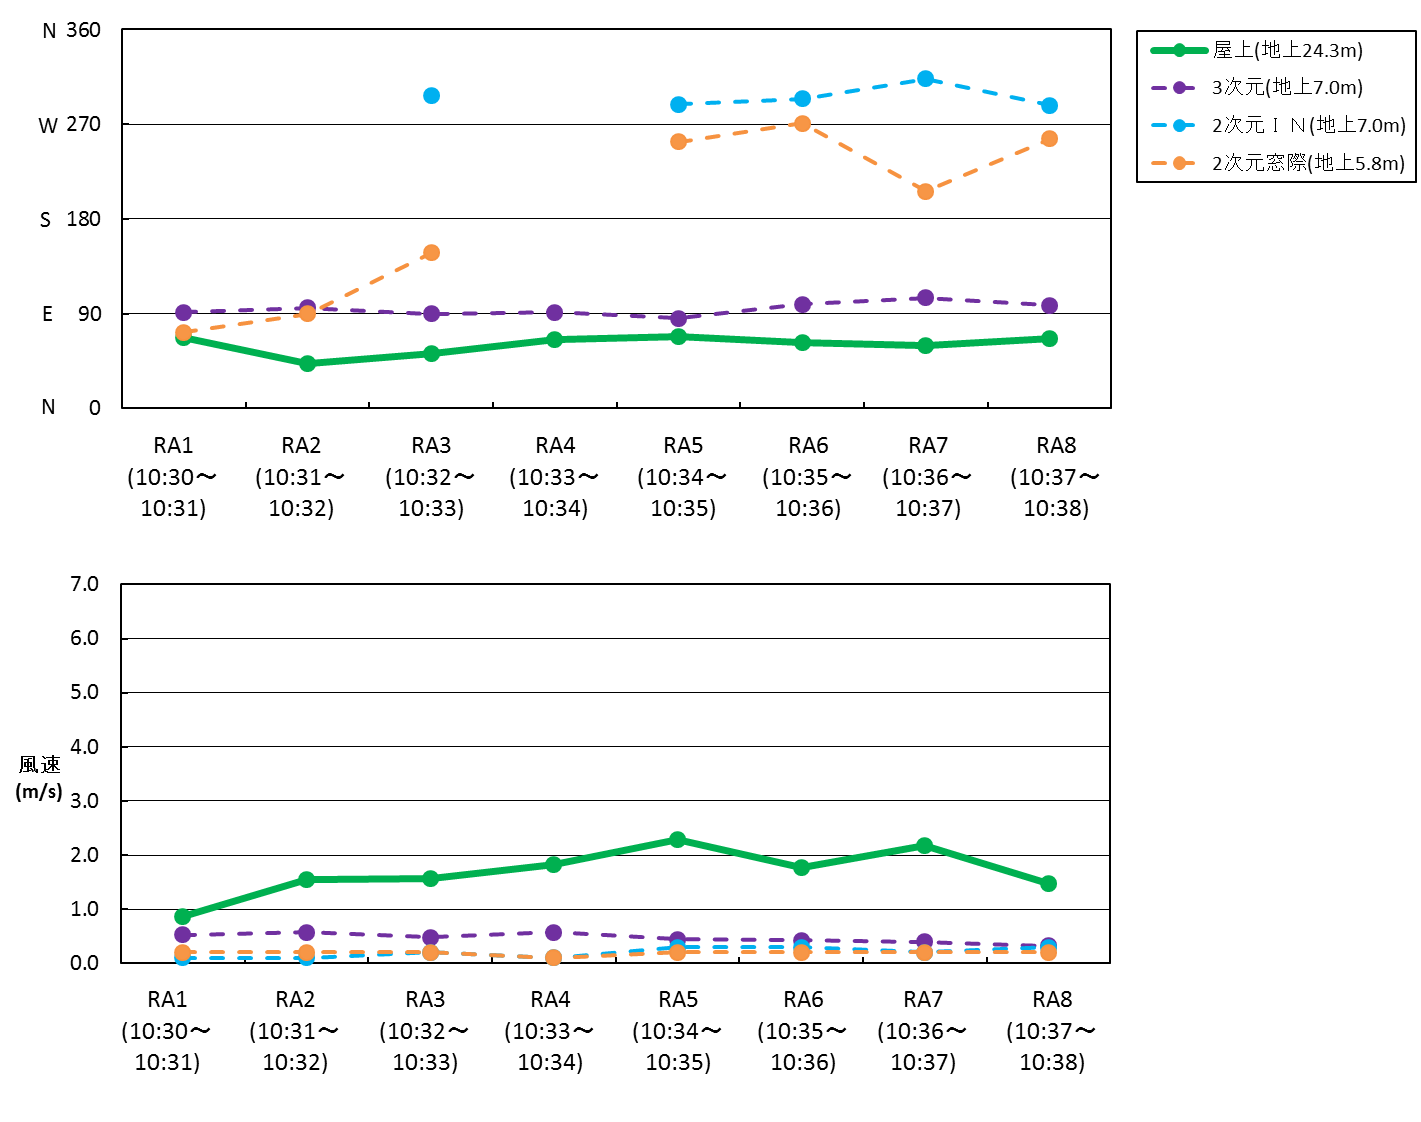 N 360
W 270
S 180
E 90
N 0
屋上(地上24.3m)
3次元(地上7.0m)
2次元ＩＮ(地上7.0m)
2次元窓際(地上5.8m)
RA1 RA2 RA3 RA4 RA5 RA6 RA7 RA8
(10:30～ (10:31～ (10:32～ (10:33～ (10:34～ (10:35～ (10:36～ (10:37～
10:31) 10:32) 10:33) 10:34) 10:35) 10:36) 10:37) 10:38)
7.0
6.0
5.0
4.0
風速
(m/s)
3.0
2.0
1.0
0.0
RA1 RA2 RA3 RA4 RA5 RA6 RA7 RA8
(10:30～ (10:31～ (10:32～ (10:33～ (10:34～ (10:35～ (10:36～ (10:37～
10:31) 10:32) 10:33) 10:34) 10:35) 10:36) 10:37) 10:38)